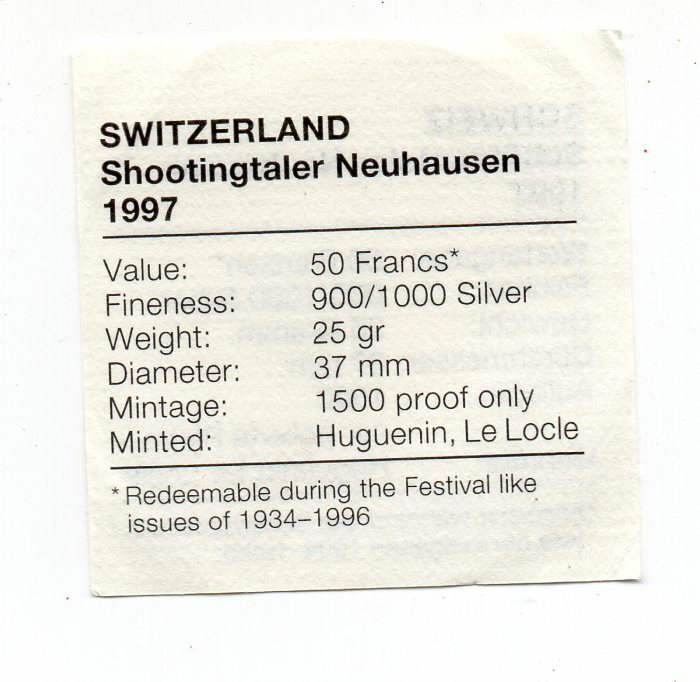 SWITZERLAND
Shootingtaler Neuhausen
1997
Value: 50 Francs*
Fineness: 900/1000 Silver
Weight: 25 gr
Diameter: 37 mm
Mintage: 1500 proof only
Minted: Huguenin, Le Locle
* Redeemable during the Festival like
issues of 1934–1996
SCHWEIZ